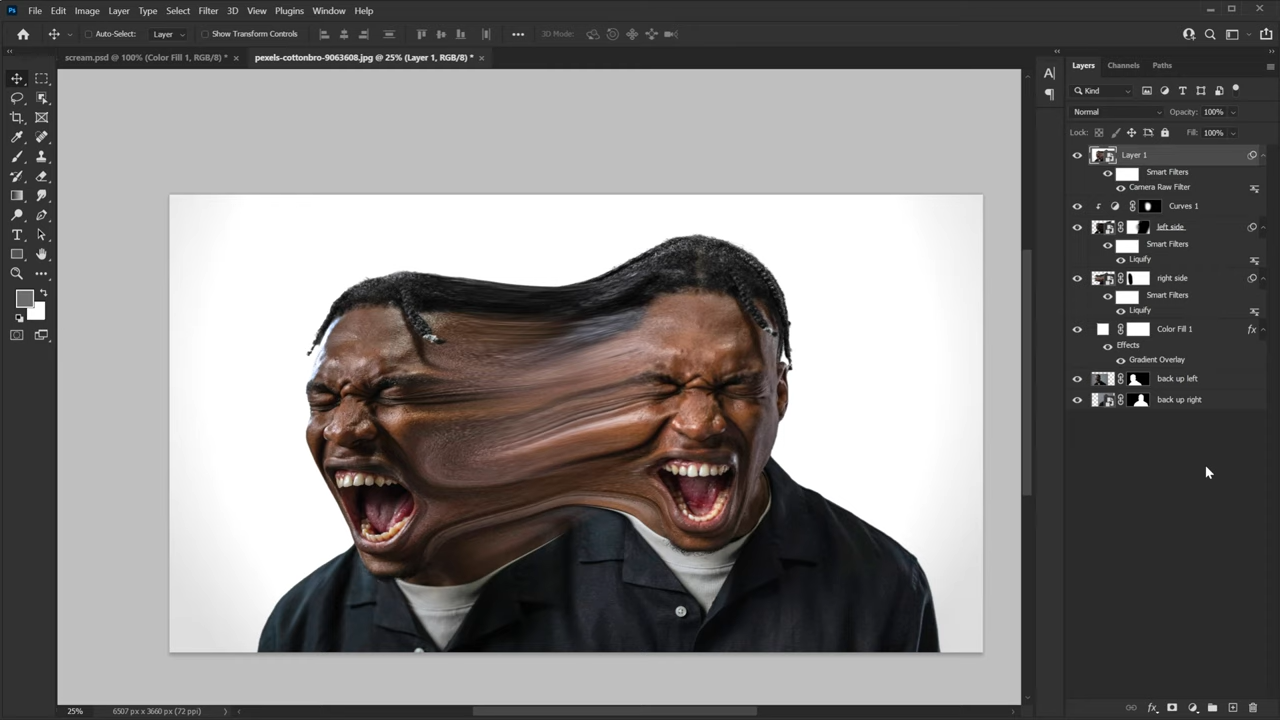 Ps File Edit Image Layer Type Select Filter 3D View Plugins Window Help
Auto-Select: Layer Show Transform Controls 3D Mode:
scream.psd @ 100% (Color Fill 1, RGB/8) * × pexels-cottonbro-9063608.jpg @ 25% (Layer 1, RGB/8) * ×
Layers Channels Paths
Kind
Normal Opacity: 100%
Lock: Fill: 100%
Layer 1
Smart Filters
Camera Raw Filter
Curves 1
left side
Smart Filters
Liquify
right side
Smart Filters
Liquify
Color Fill 1 fx
Effects
Gradient Overlay
back up left
back up right
25% 6507 px x 3660 px (72 ppi)